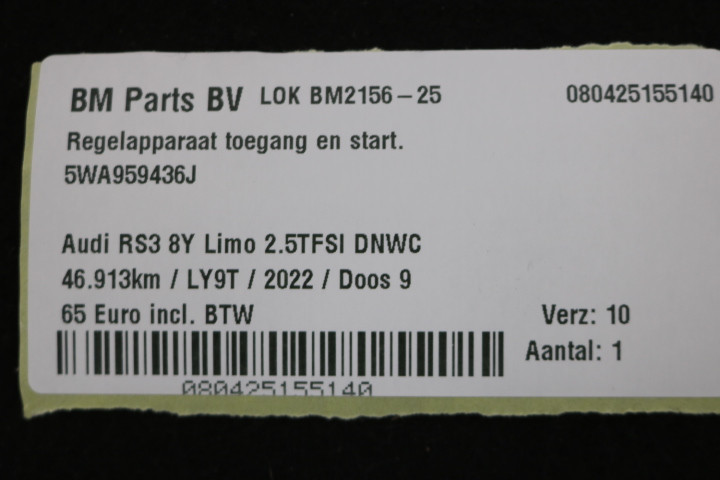 BM Parts BV LOK BM2156-25 080425155140
Regelapparaat toegang en start.
5WA959436J
Audi RS3 8Y Limo 2.5TFSI DNWC
46.913km / LY9T / 2022 / Doos 9
65 Euro incl. BTW Verz: 10
Aantal: 1
080425155140